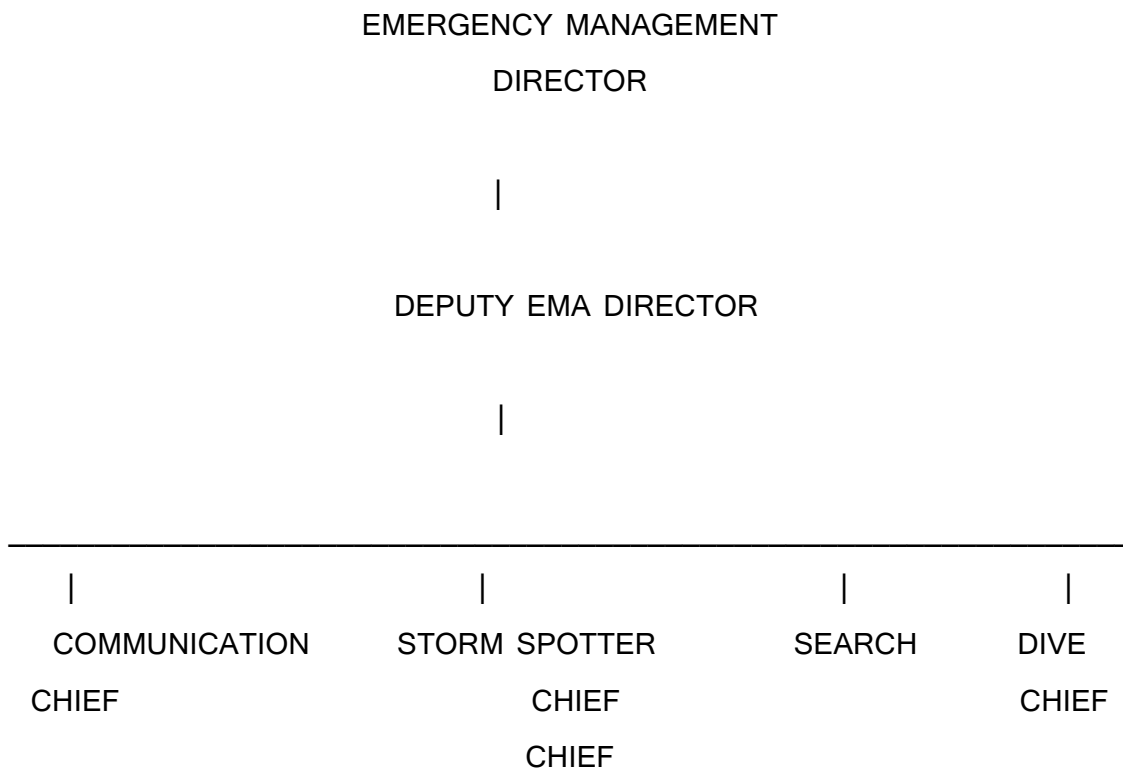 EMERGENCY MANAGEMENT
DIRECTOR
|
DEPUTY EMA DIRECTOR
|
| | | |
COMMUNICATION STORM SPOTTER SEARCH DIVE
CHIEF CHIEF CHIEF
CHIEF